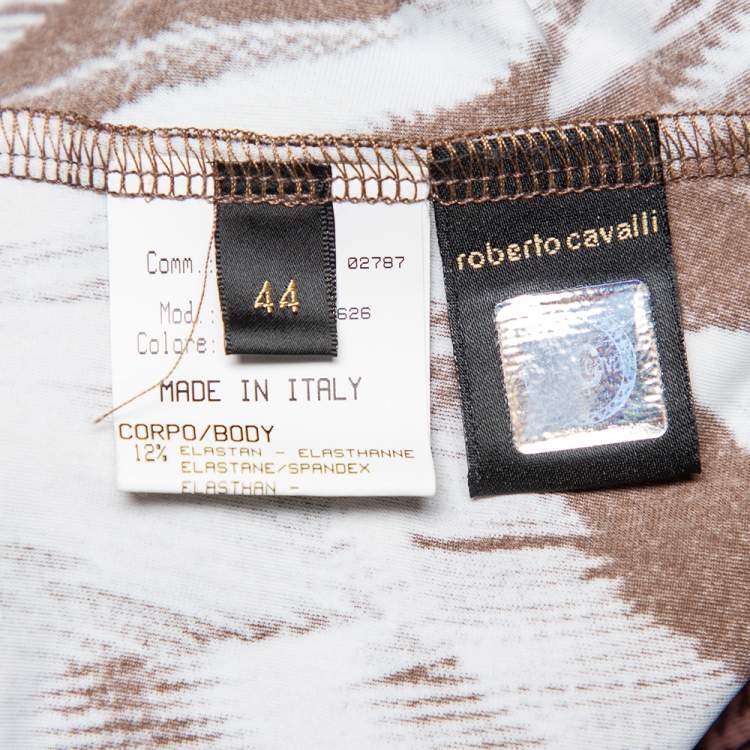 Comm.: 02787
44
Mod.: 626
Colore:
MADE IN ITALY
CORPO/BODY
12% ELASTAN - ELASTHANNE
ELASTANE/SPANDEX
ELASTHAN -
roberto cavalli